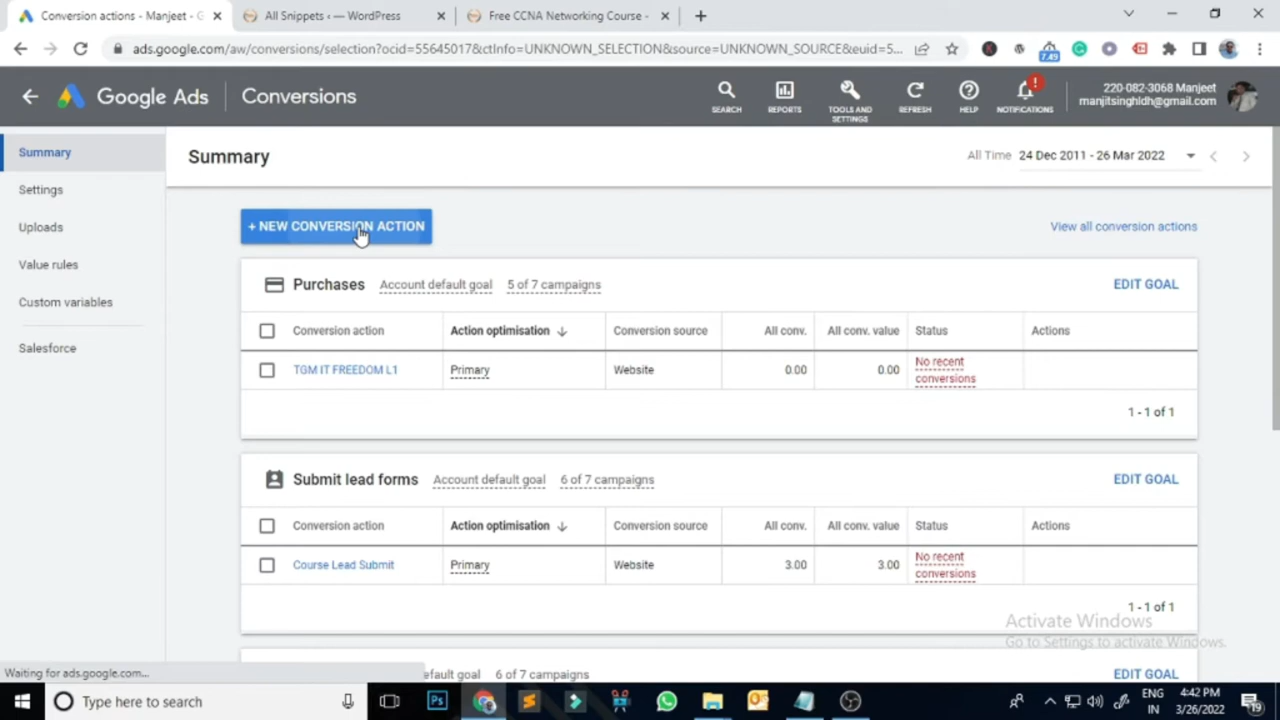 Conversion actions - Manjeet - G
All Snippets ‹ — WordPress
Free CCNA Networking Course -
ads.google.com/aw/conversions/selection?ocid=55645017&ctInfo=UNKNOWN_SELECTION&source=UNKNOWN_SOURCE&euid=5...
7.49
Google Ads
Conversions
SEARCH
REPORTS
TOOLS AND SETTINGS
REFRESH
HELP
NOTIFICATIONS
220-082-3068 Manjeet
manjitsinghldh@gmail.com
Summary
Settings
Uploads
Value rules
Custom variables
Salesforce
Summary
All Time 24 Dec 2011 - 26 Mar 2022
+ NEW CONVERSION ACTION
View all conversion actions
Purchases Account default goal 5 of 7 campaigns EDIT GOAL
Conversion action Action optimisation Conversion source All conv. All conv. value Status Actions
TGM IT FREEDOM L1 Primary Website 0.00 0.00 No recent conversions
1 - 1 of 1
Submit lead forms Account default goal 6 of 7 campaigns EDIT GOAL
Conversion action Action optimisation Conversion source All conv. All conv. value Status Actions
Course Lead Submit Primary Website 3.00 3.00 No recent conversions
1 - 1 of 1
Activate Windows
Go to Settings to activate Windows.
Waiting for ads.google.com...
efault goal 6 of 7 campaigns EDIT GOAL
Type here to search
Ps
ENG
IN
4:42 PM
3/26/2022
19